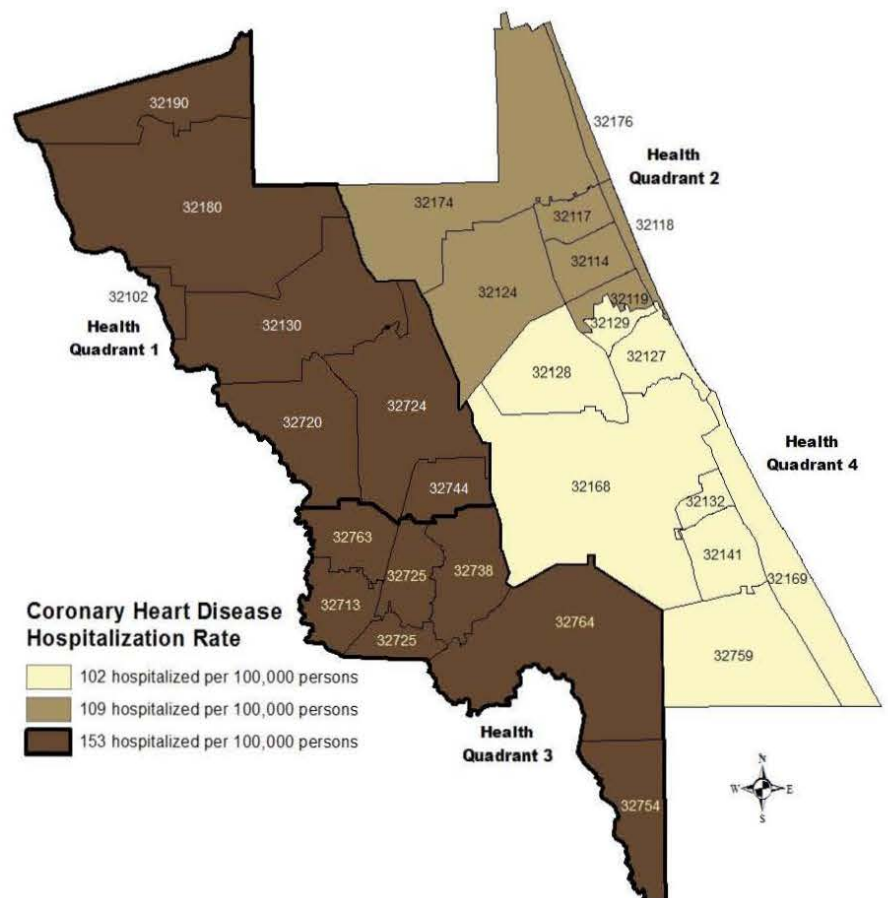 32190
32176
Health
Quadrant 2
32180
32174
32117
32118
32114
32102
32124
32119
Health
Quadrant 1
32130
32129
32127
32128
32724
32720
Health
Quadrant 4
32744
32168
32132
32763
32725
32738
32141
32169
32713
Coronary Heart Disease
Hospitalization Rate
32725
32764
32759
102 hospitalized per 100,000 persons
109 hospitalized per 100,000 persons
153 hospitalized per 100,000 persons
Health
Quadrant 3
32754
N
W E
S